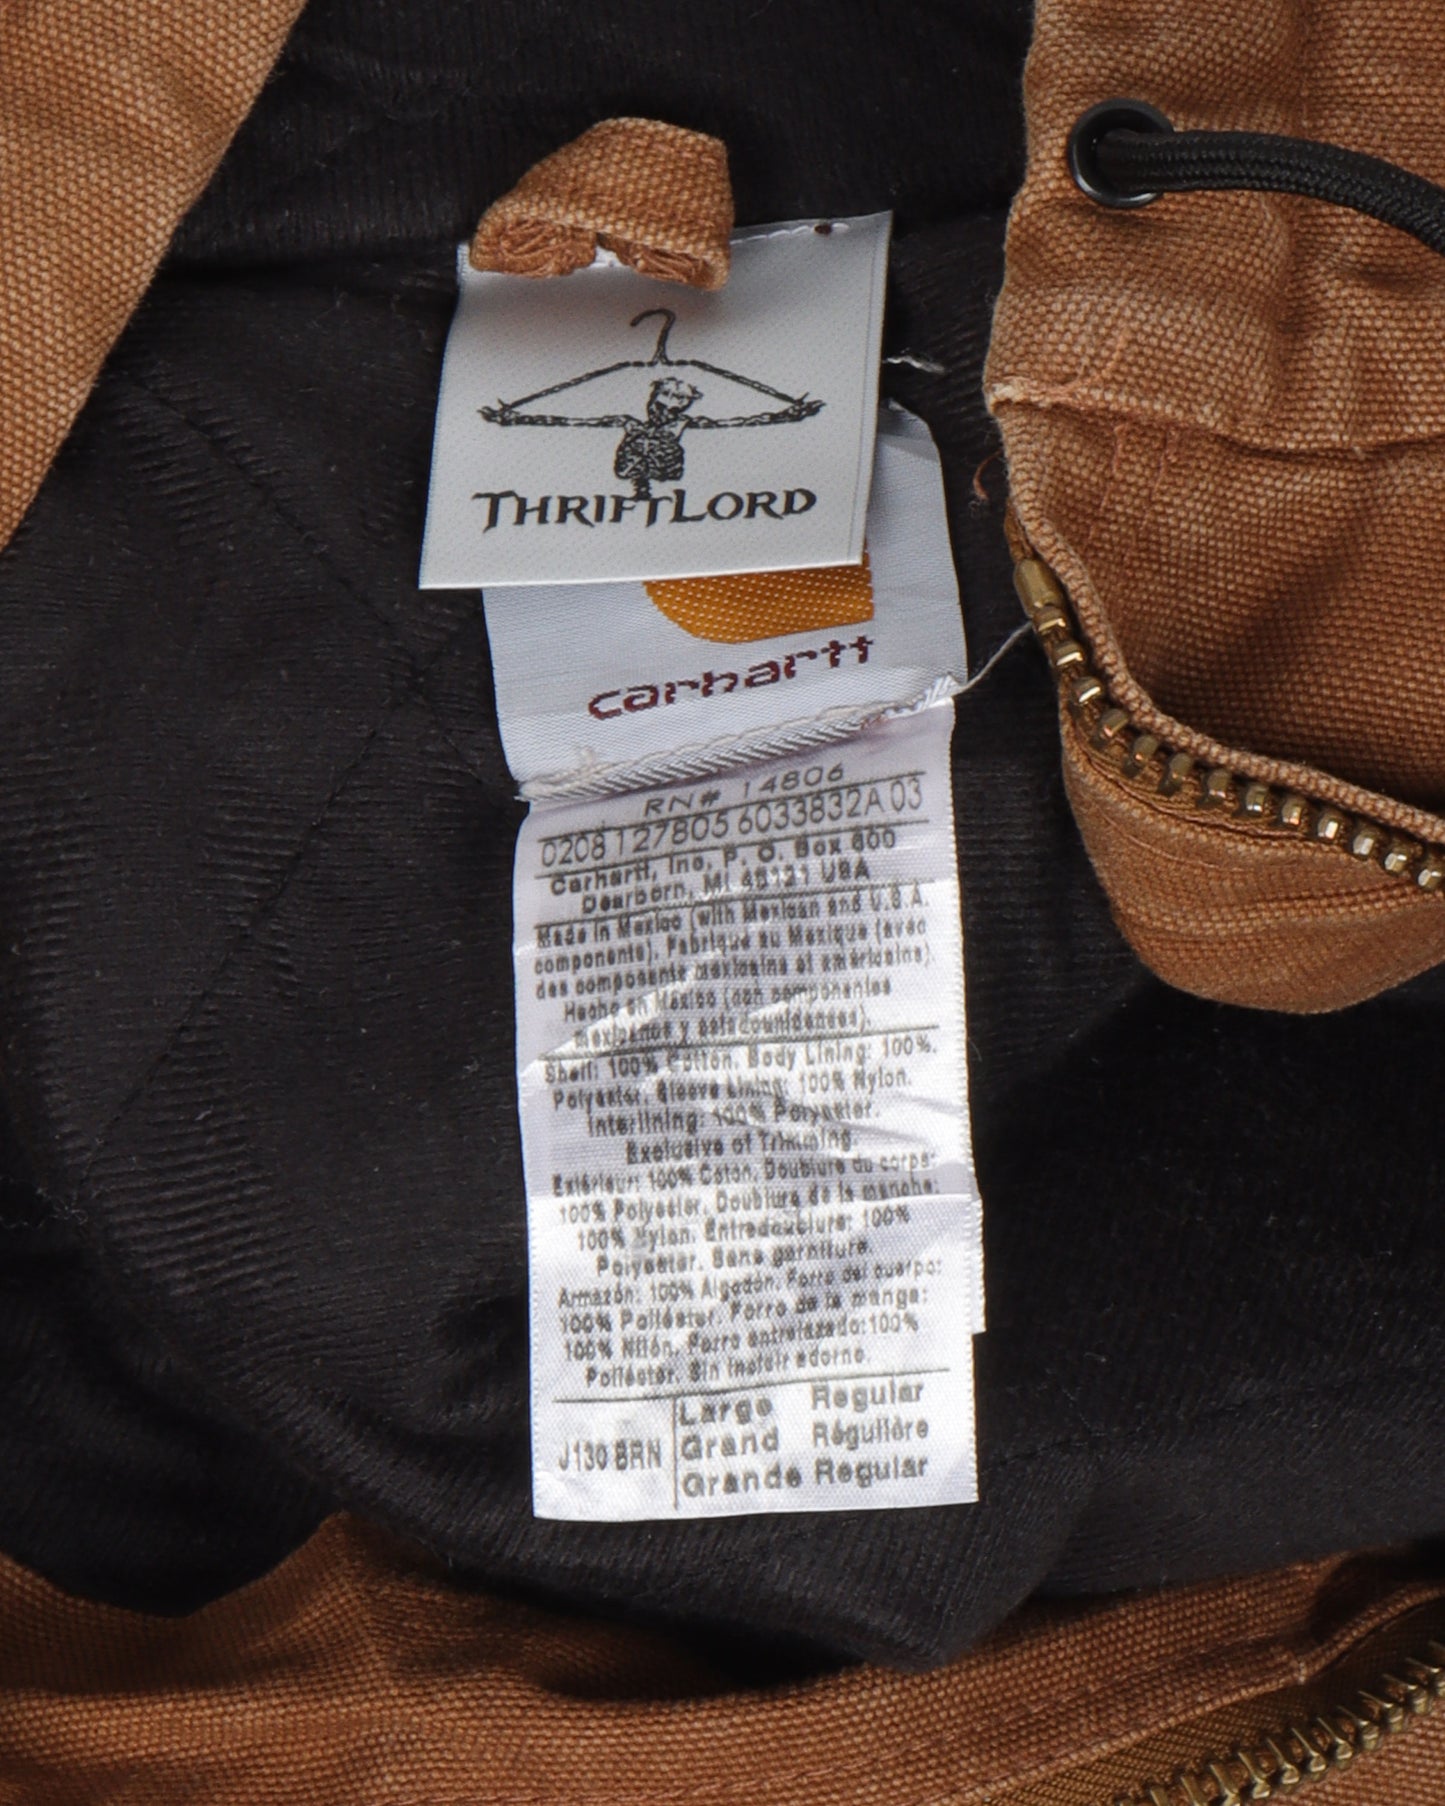 THRIFTLORD
carhartt
RN# 14806
0208 127805 6033832A 03
Carhartt, Inc. P. O. Box 600
Dearborn, MI 48121 USA
Made in Mexico (with Mexican and U.S.A.
components). Fabriqué au Mexique (avec
des composants mexicains et américains).
Hecho en México (con componentes
mexicanos y estadounidenses).
Shell: 100% Cotton. Body Lining: 100%.
Polyester. Sleeve Lining: 100% Nylon.
Interlining: 100% Polyester.
Exclusive of Trimming.
Extérieur: 100% Coton. Doublure du corps:
100% Polyester. Doublure de la manche:
100% Nylon. Entredoublure: 100%
Polyester. Sans garniture.
Armazón: 100% Algodón. Forro del cuerpo:
100% Poliéster. Forro de la manga:
100% Nilón. Forro entrelazado:100%
Poliéster. Sin incluir adorno.
J130 BRN
Large Regular
Grand Régulière
Grande Regular